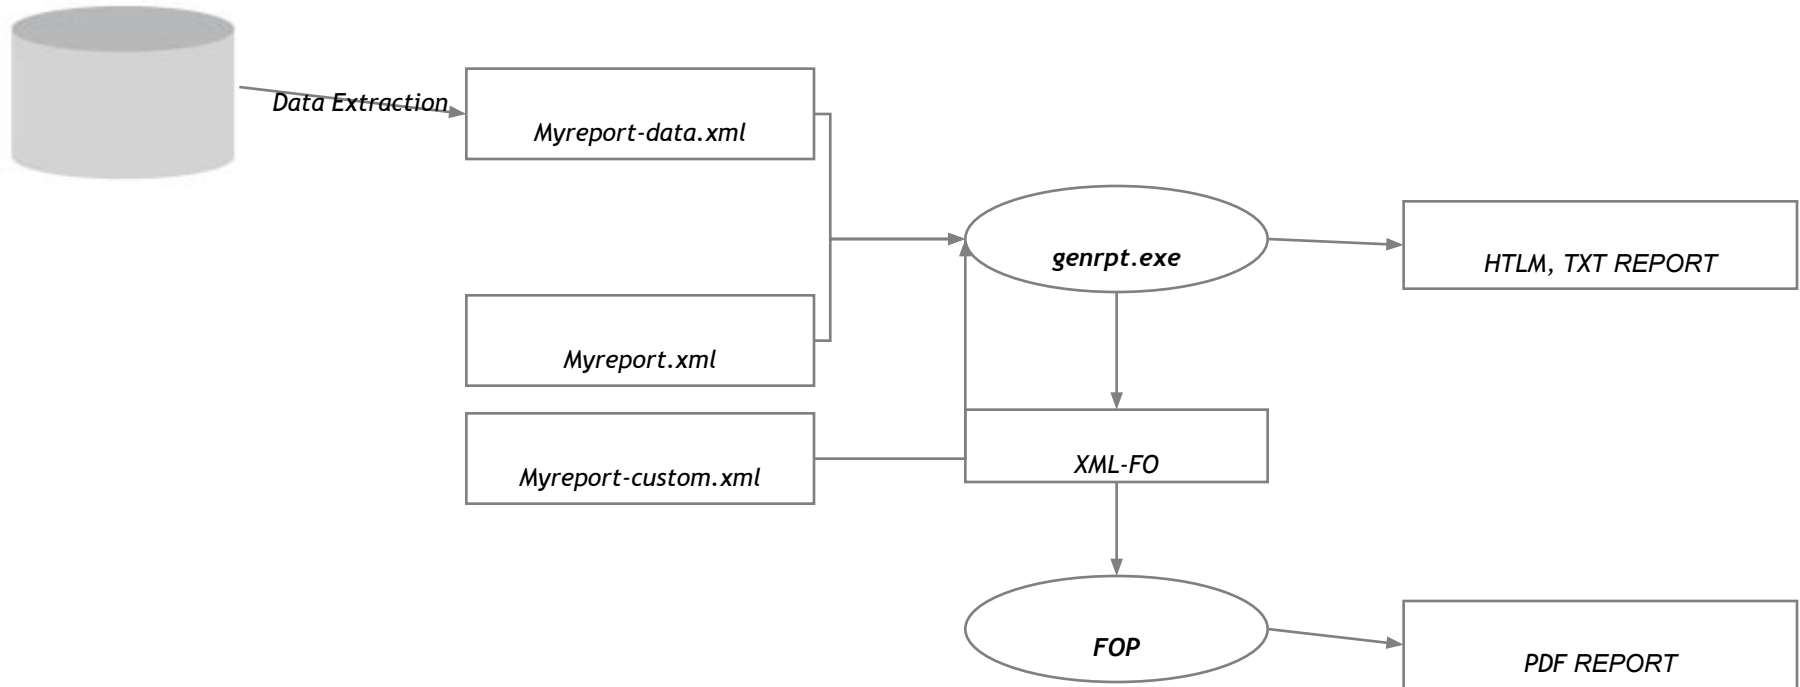 Data Extraction
Myreport-data.xml
genrpt.exe
HTLM, TXT REPORT
Myreport.xml
XML-FO
Myreport-custom.xml
FOP
PDF REPORT